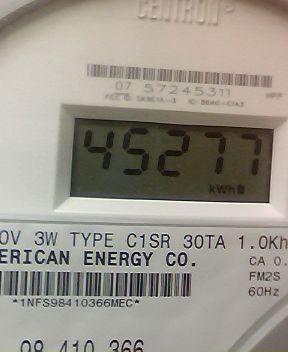 CENTRON
07 57245311
45277
kWh
0V 3W TYPE C1SR 30TA 1.0Kh
ERICAN ENERGY CO.
CA 0.
FM2S
60Hz
*1NFS98410366MEC*
98 410 366